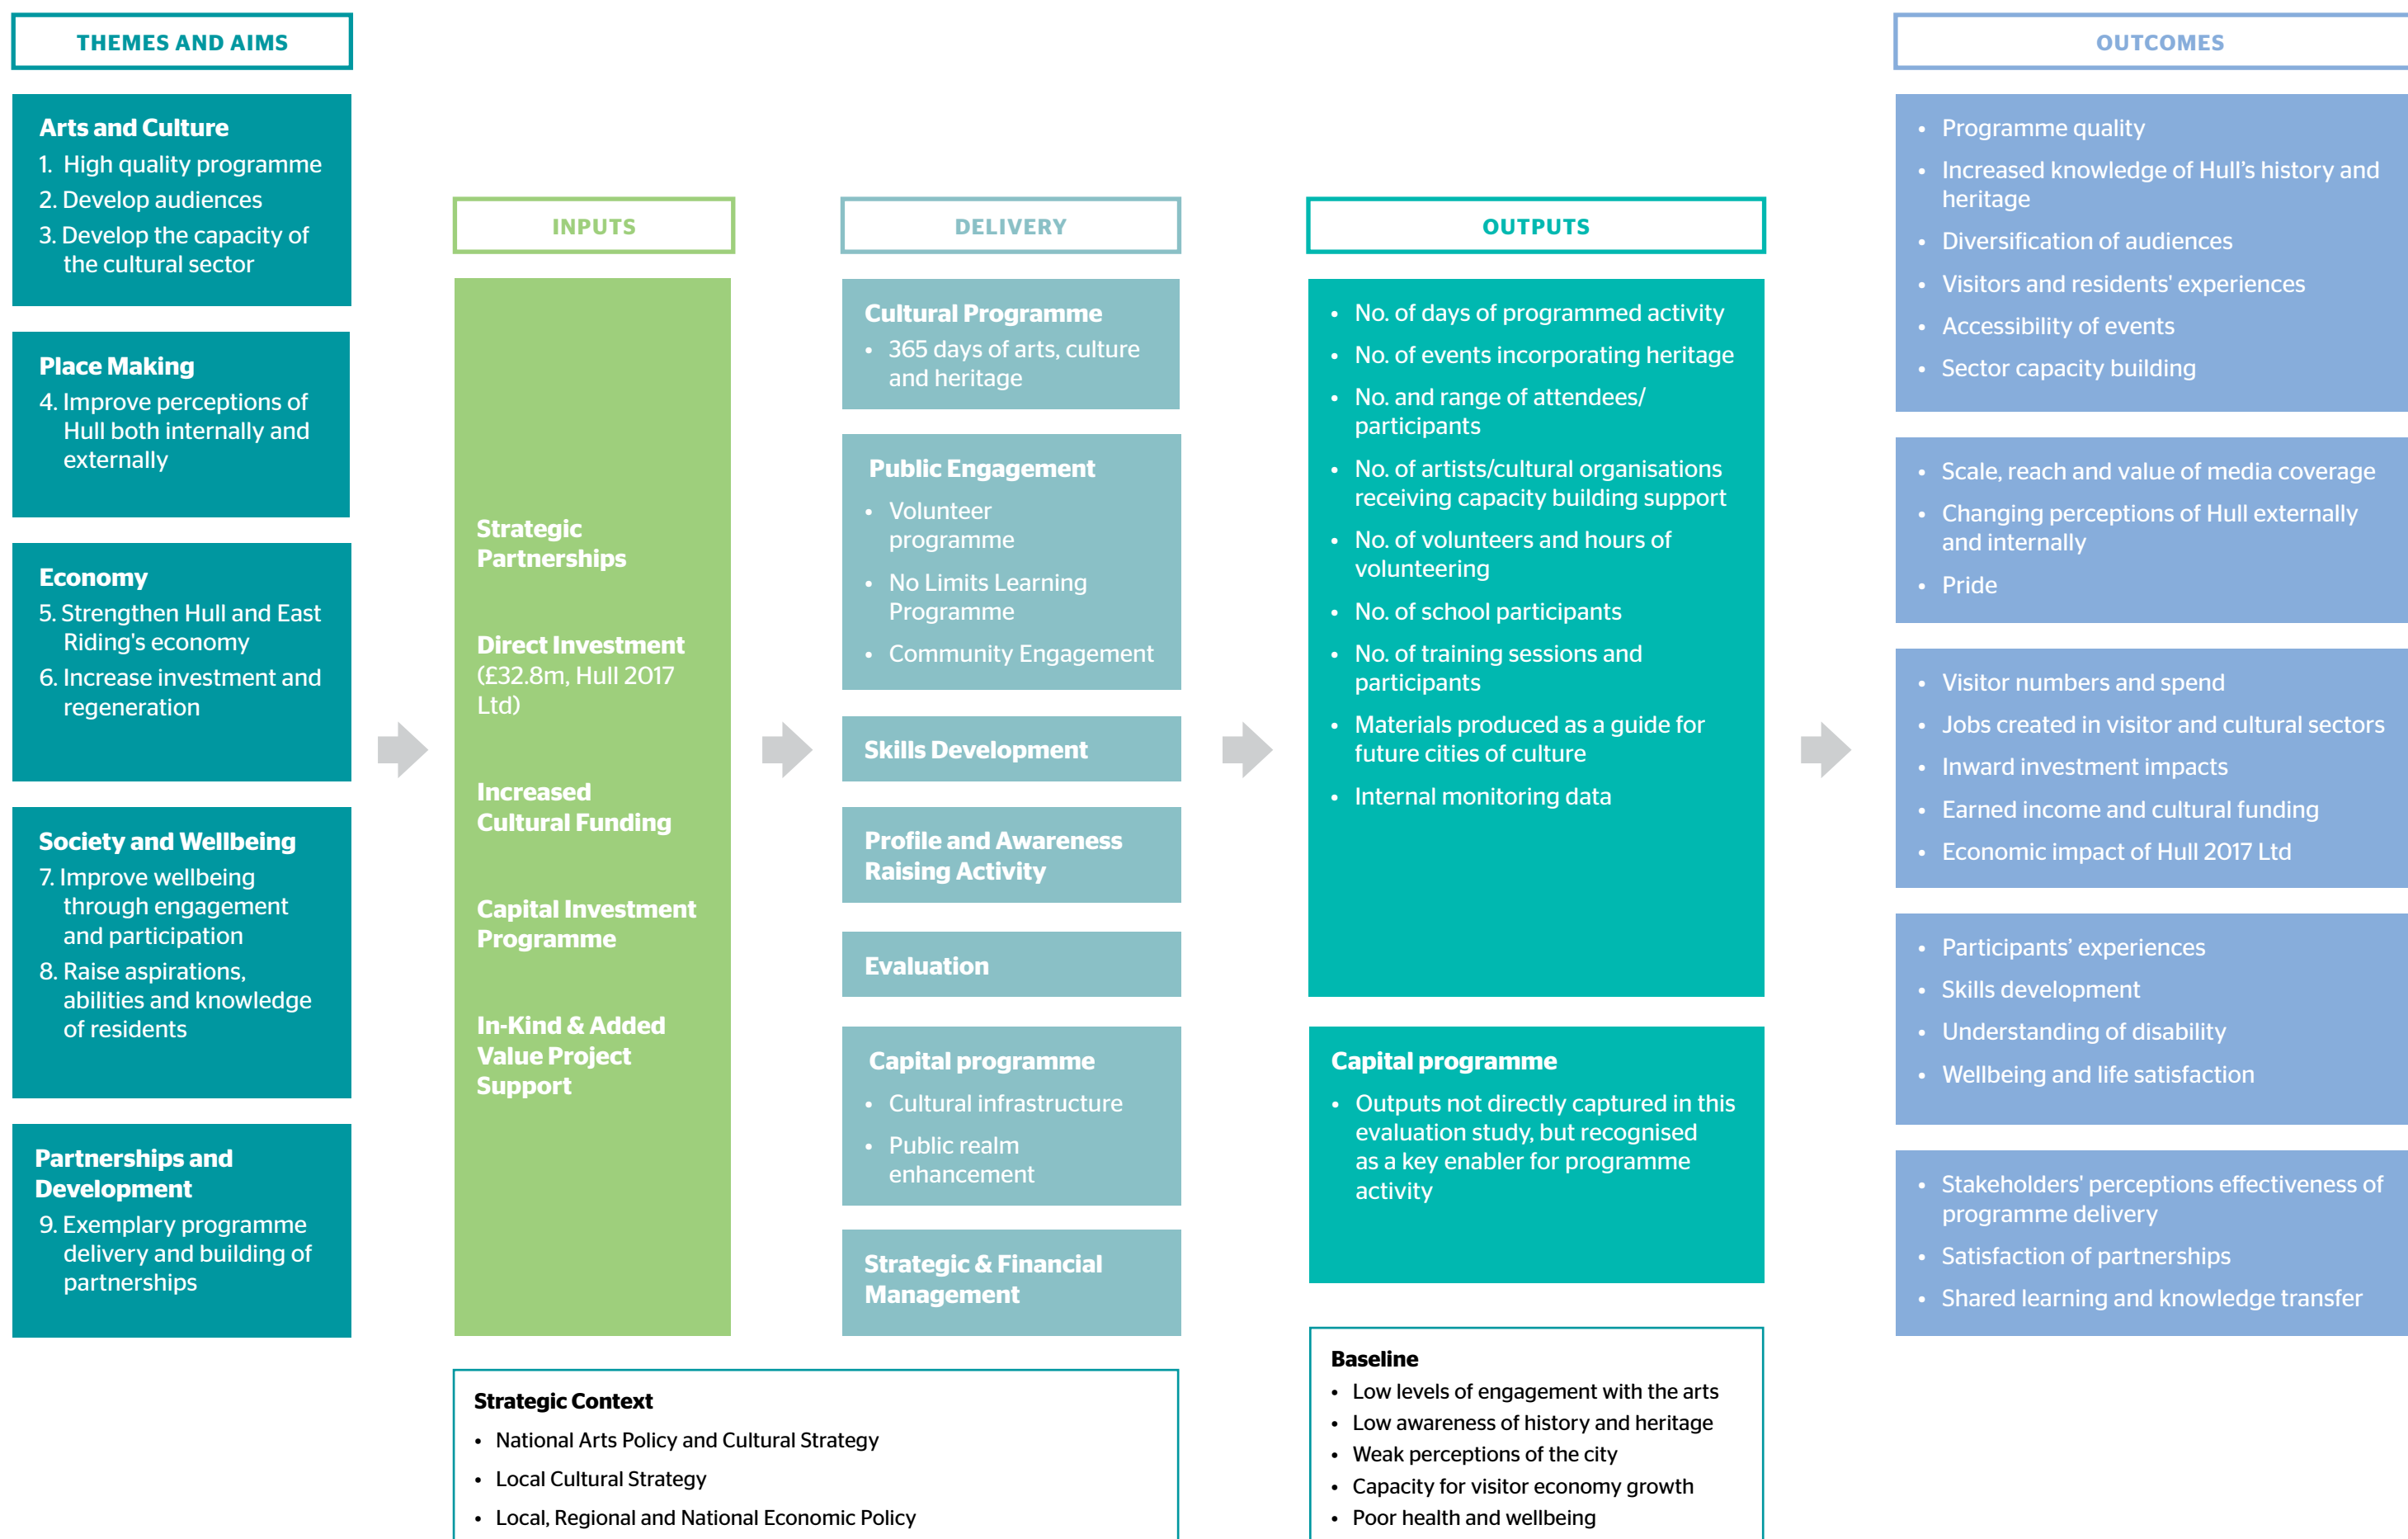 THEMES AND AIMS
Arts and Culture
1. High quality programme
2. Develop audiences
3. Develop the capacity of
the cultural sector
Place Making
4. Improve perceptions of
Hull both internally and
externally
Economy
5. Strengthen Hull and East
Riding's economy
6. Increase investment and
regeneration
Society and Wellbeing
7. Improve wellbeing
through engagement
and participation
8. Raise aspirations,
abilities and knowledge
of residents
Partnerships and
Development
9. Exemplary programme
delivery and building of
partnerships
INPUTS
Strategic
Partnerships
Direct Investment
(£32.8m, Hull 2017
Ltd)
Increased
Cultural Funding
Capital Investment
Programme
In-Kind & Added
Value Project
Support
DELIVERY
Cultural Programme
• 365 days of arts, culture
and heritage
Public Engagement
• Volunteer
programme
• No Limits Learning
Programme
• Community Engagement
Skills Development
Profile and Awareness
Raising Activity
Evaluation
Capital programme
• Cultural infrastructure
• Public realm
enhancement
Strategic & Financial
Management
Strategic Context
• National Arts Policy and Cultural Strategy
• Local Cultural Strategy
• Local, Regional and National Economic Policy
OUTPUTS
• No. of days of programmed activity
• No. of events incorporating heritage
• No. and range of attendees/
participants
• No. of artists/cultural organisations
receiving capacity building support
• No. of volunteers and hours of
volunteering
• No. of school participants
• No. of training sessions and
participants
• Materials produced as a guide for
future cities of culture
• Internal monitoring data
Capital programme
• Outputs not directly captured in this
evaluation study, but recognised
as a key enabler for programme
activity
Baseline
• Low levels of engagement with the arts
• Low awareness of history and heritage
• Weak perceptions of the city
• Capacity for visitor economy growth
• Poor health and wellbeing
OUTCOMES
• Programme quality
• Increased knowledge of Hull's history and
heritage
• Diversification of audiences
• Visitors and residents' experiences
• Accessibility of events
• Sector capacity building
• Scale, reach and value of media coverage
• Changing perceptions of Hull externally
and internally
• Pride
• Visitor numbers and spend
• Jobs created in visitor and cultural sectors
• Inward investment impacts
• Earned income and cultural funding
• Economic impact of Hull 2017 Ltd
• Participants' experiences
• Skills development
• Understanding of disability
• Wellbeing and life satisfaction
• Stakeholders' perceptions effectiveness of
programme delivery
• Satisfaction of partnerships
• Shared learning and knowledge transfer